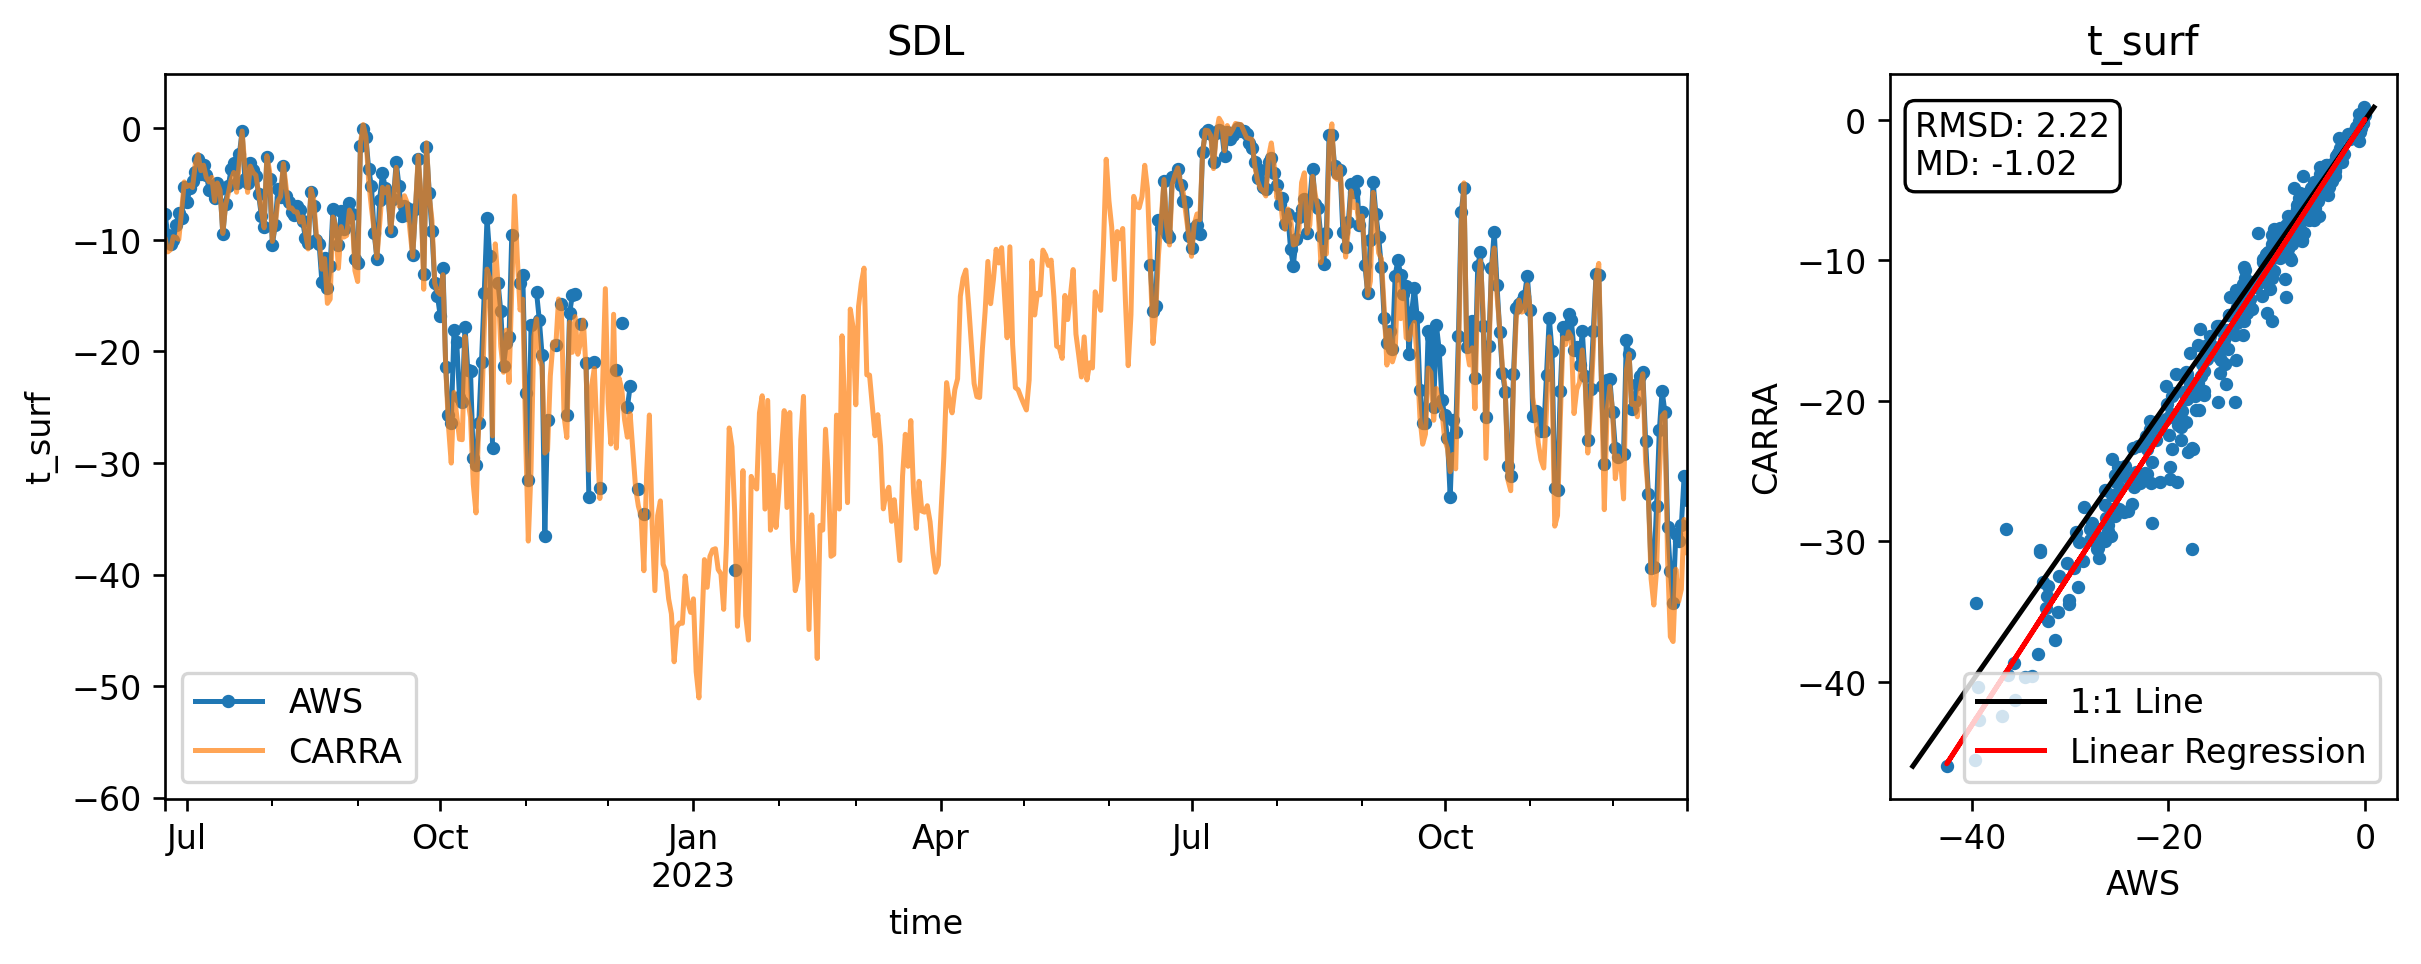 SDL
t_surf
0
−10
−20
−30
−40
−50
−60
t_surf
AWS
CARRA
Jul
Oct
Jan
2023
Apr
Jul
Oct
time
t_surf
RMSD: 2.22
MD: -1.02
0
−10
−20
−30
−40
CARRA
1:1 Line
Linear Regression
−40
−20
0
AWS